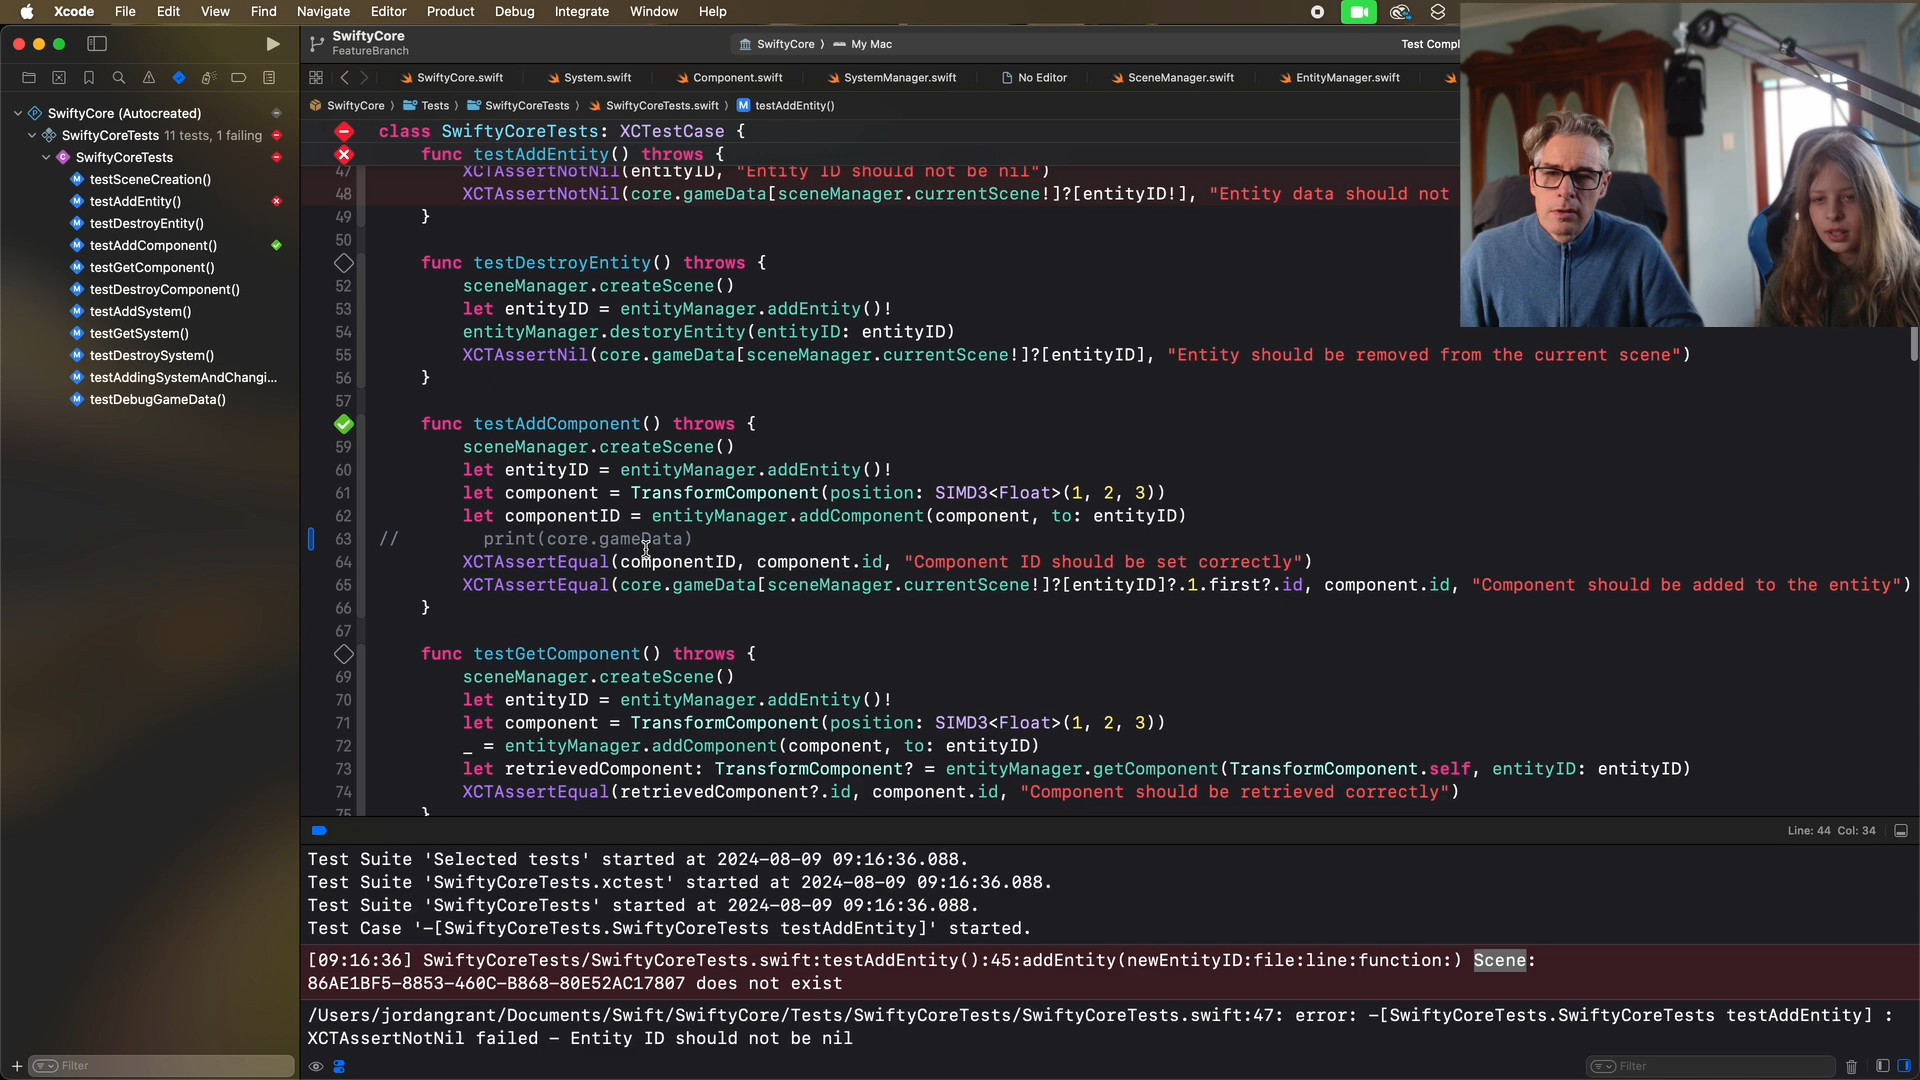 Xcode File Edit View Find Navigate Editor Product Debug Integrate Window Help
SwiftyCore
FeatureBranch
SwiftyCore 〉 My Mac
Test Compl
SwiftyCore.swift System.swift Component.swift SystemManager.swift No Editor SceneManager.swift EntityManager.swift
SwiftyCore 〉 Tests 〉 SwiftyCoreTests 〉 SwiftyCoreTests.swift 〉 M testAddEntity()
SwiftyCore (Autocreated)
SwiftyCoreTests 11 tests, 1 failing
C SwiftyCoreTests
M testSceneCreation()
M testAddEntity()
M testDestroyEntity()
M testAddComponent()
M testGetComponent()
M testDestroyComponent()
M testAddSystem()
M testGetSystem()
M testDestroySystem()
M testAddingSystemAndChangi...
M testDebugGameData()
Filter
class SwiftyCoreTests: XCTestCase {
func testAddEntity() throws {
47 XCTAssertNotNil(entityID, "Entity ID should not be nil")
48 XCTAssertNotNil(core.gameData[sceneManager.currentScene!]?[entityID!], "Entity data should not
49 }
50
func testDestroyEntity() throws {
52 sceneManager.createScene()
53 let entityID = entityManager.addEntity()!
54 entityManager.destoryEntity(entityID: entityID)
55 XCTAssertNil(core.gameData[sceneManager.currentScene!]?[entityID], "Entity should be removed from the current scene")
56 }
57
func testAddComponent() throws {
59 sceneManager.createScene()
60 let entityID = entityManager.addEntity()!
61 let component = TransformComponent(position: SIMD3<Float>(1, 2, 3))
62 let componentID = entityManager.addComponent(component, to: entityID)
63 // print(core.gameData)
64 XCTAssertEqual(componentID, component.id, "Component ID should be set correctly")
65 XCTAssertEqual(core.gameData[sceneManager.currentScene!]?[entityID]?.1.first?.id, component.id, "Component should be added to the entity")
66 }
67
func testGetComponent() throws {
69 sceneManager.createScene()
70 let entityID = entityManager.addEntity()!
71 let component = TransformComponent(position: SIMD3<Float>(1, 2, 3))
72 _ = entityManager.addComponent(component, to: entityID)
73 let retrievedComponent: TransformComponent? = entityManager.getComponent(TransformComponent.self, entityID: entityID)
74 XCTAssertEqual(retrievedComponent?.id, component.id, "Component should be retrieved correctly")
75 }
Line: 44 Col: 34
Test Suite 'Selected tests' started at 2024-08-09 09:16:36.088.
Test Suite 'SwiftyCoreTests.xctest' started at 2024-08-09 09:16:36.088.
Test Suite 'SwiftyCoreTests' started at 2024-08-09 09:16:36.088.
Test Case '-[SwiftyCoreTests.SwiftyCoreTests testAddEntity]' started.
[09:16:36] SwiftyCoreTests/SwiftyCoreTests.swift:testAddEntity():45:addEntity(newEntityID:file:line:function:) Scene:
86AE1BF5-8853-460C-B868-80E52AC17807 does not exist
/Users/jordangrant/Documents/Swift/SwiftyCore/Tests/SwiftyCoreTests/SwiftyCoreTests.swift:47: error: -[SwiftyCoreTests.SwiftyCoreTests testAddEntity] :
XCTAssertNotNil failed - Entity ID should not be nil
Filter